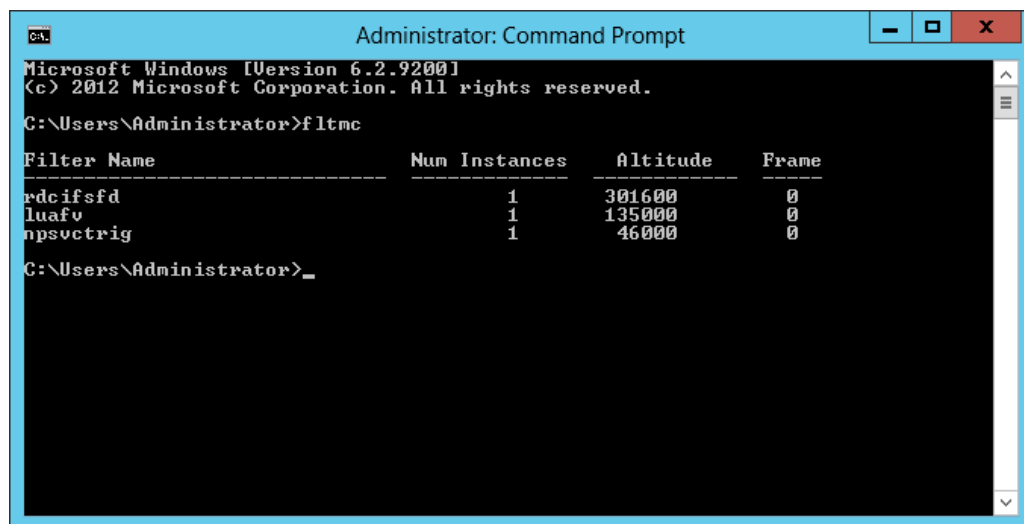 Administrator: Command Prompt
Microsoft Windows [Version 6.2.9200]
(c) 2012 Microsoft Corporation. All rights reserved.
C:\Users\Administrator>fltmc
Filter Name Num Instances Altitude Frame
------------------------------ ------------- ------------ -----
rdcifsfd 1 301600 0
luafv 1 135000 0
npsvctrig 1 46000 0
C:\Users\Administrator>_